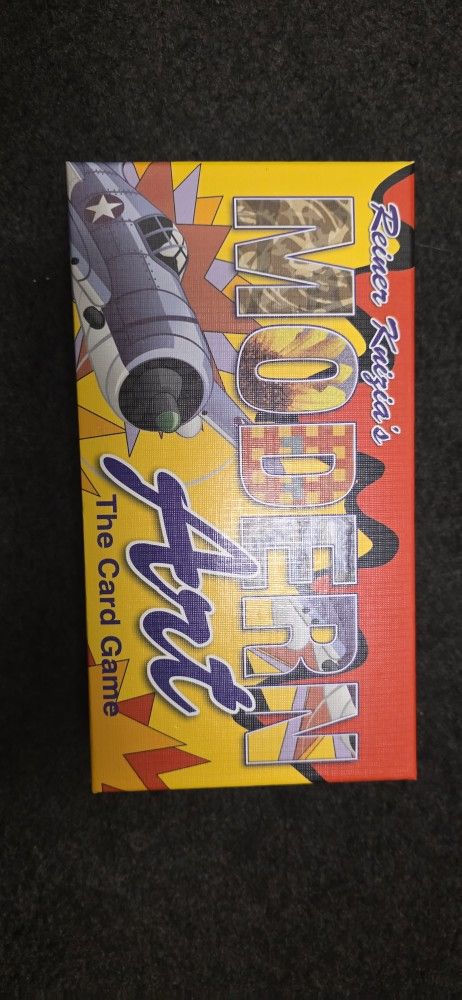 Reiner Knizia's
MODERN
Art
The Card Game